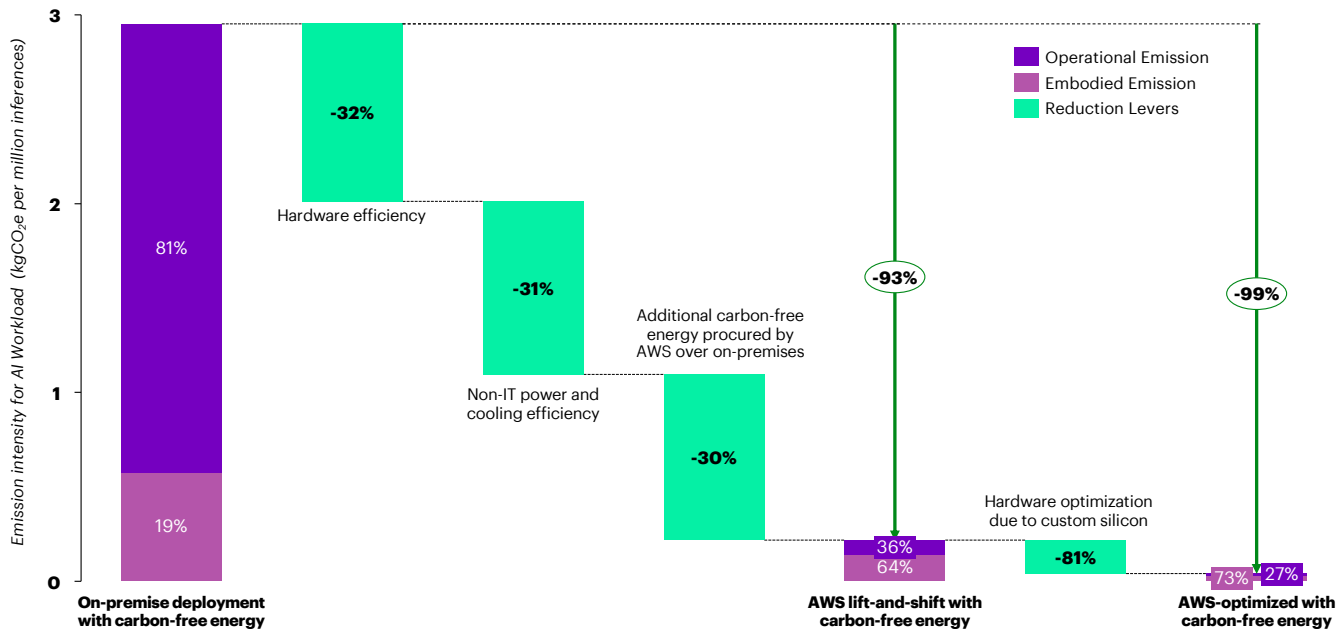 Emission intensity for AI Workload (kgCO₂e per million inferences)
3
2
1
0
Operational Emission
Embodied Emission
Reduction Levers
81%
19%
-32%
Hardware efficiency
-31%
Non-IT power and
cooling efficiency
Additional carbon-free
energy procured by
AWS over on-premises
-30%
-93%
36%
64%
Hardware optimization
due to custom silicon
-81%
-99%
73%
27%
On-premise deployment
with carbon-free energy
AWS lift-and-shift with
carbon-free energy
AWS-optimized with
carbon-free energy